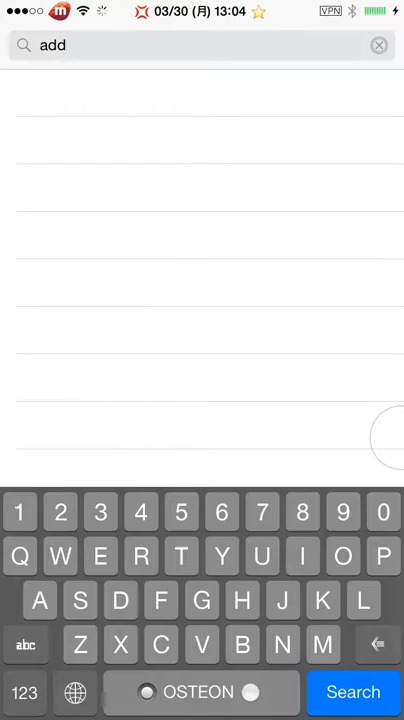 m 03/30 (月) 13:04 VPN
add
1 2 3 4 5 6 7 8 9 0
Q W E R T Y U I O P
A S D F G H J K L
abc Z X C V B N M
123 OSTEON Search